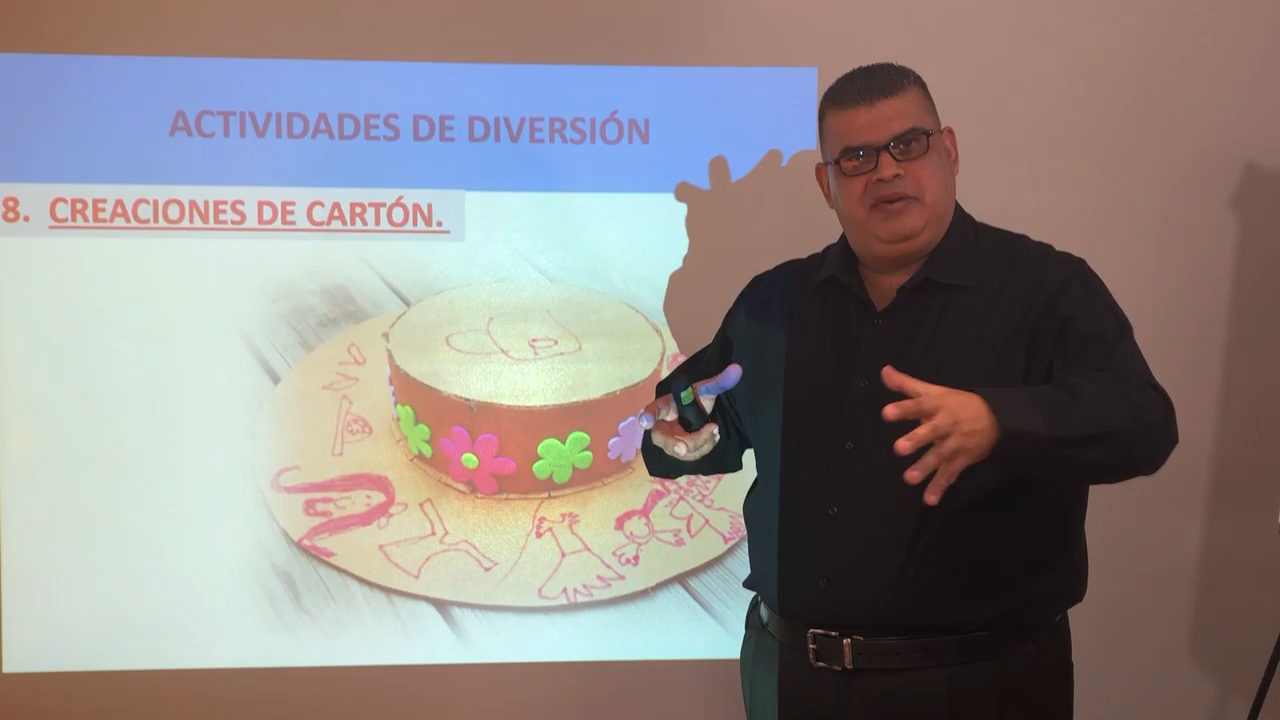 ACTIVIDADES DE DIVERSIÓN
8. CREACIONES DE CARTÓN.